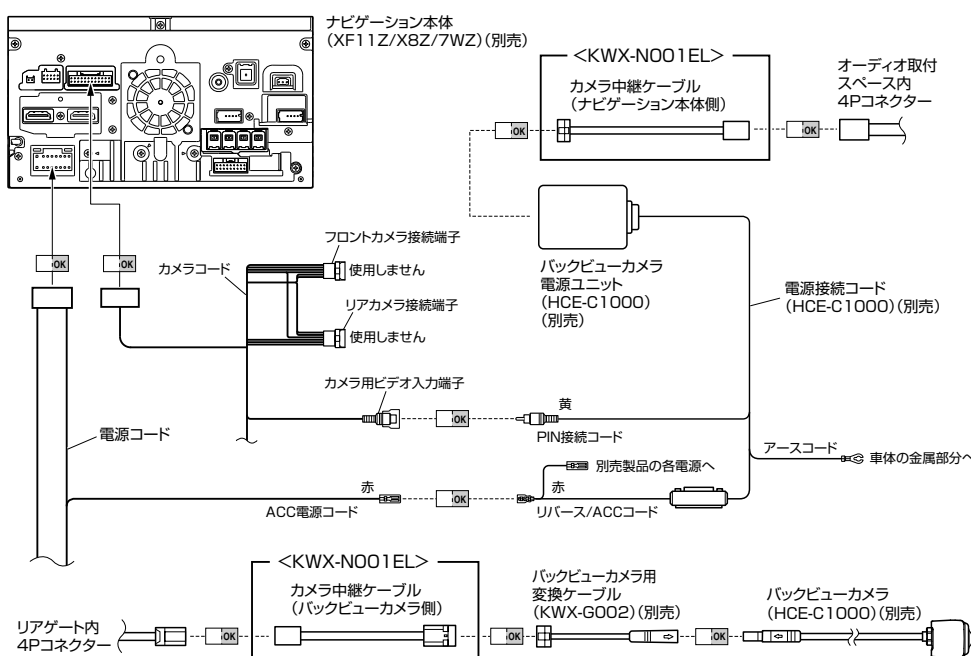 ナビゲーション本体
(XF11Z/X8Z/7WZ)(別売)
<KWX-N001EL>
カメラ中継ケーブル
(ナビゲーション本体側)
オーディオ取付
スペース内
4Pコネクター
OK
OK
OK
OK
フロントカメラ接続端子
使用しません
カメラコード
リアカメラ接続端子
使用しません
バックビューカメラ
電源ユニット
(HCE-C1000)
(別売)
電源接続コード
(HCE-C1000)(別売)
カメラ用ビデオ入力端子
OK
黄
PIN接続コード
電源コード
アースコード
車体の金属部分へ
別売製品の各電源へ
赤
ACC電源コード
OK
赤
リバース/ACCコード
<KWX-N001EL>
カメラ中継ケーブル
(バックビューカメラ側)
バックビューカメラ用
変換ケーブル
(KWX-G002)(別売)
バックビューカメラ
(HCE-C1000)(別売)
リアゲート内
4Pコネクター
OK
OK
OK